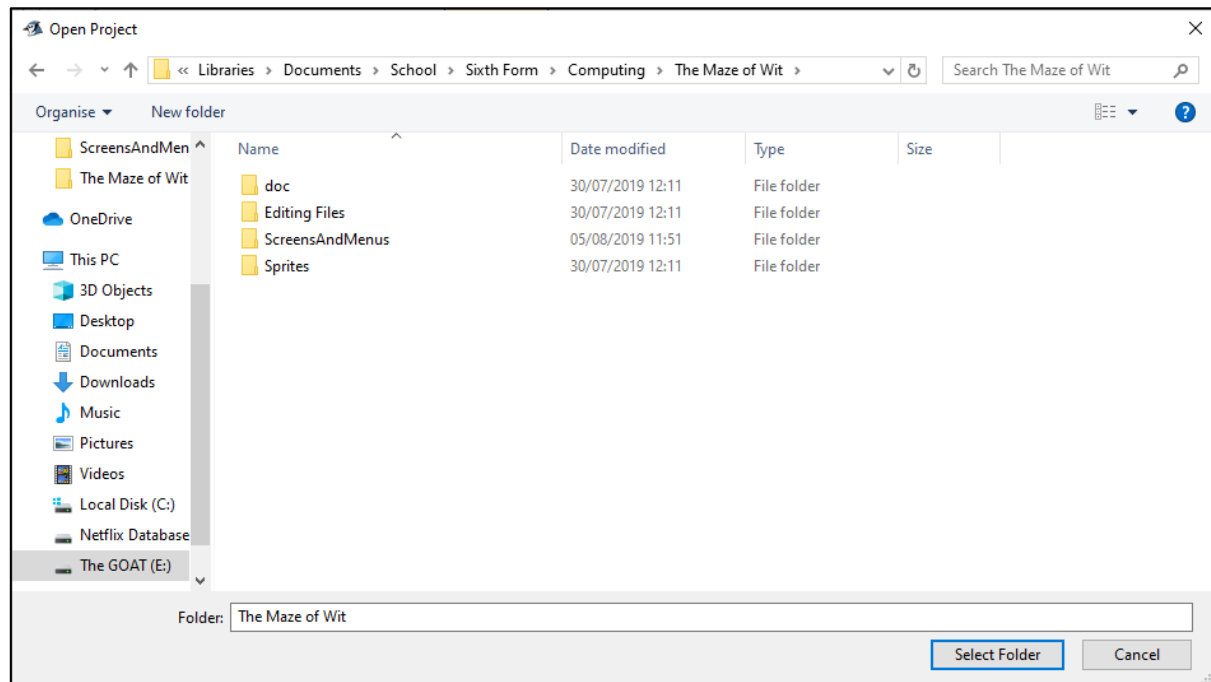 Open Project
« Libraries > Documents > School > Sixth Form > Computing > The Maze of Wit >
Search The Maze of Wit
Organise
New folder
?
ScreensAndMen
The Maze of Wit
OneDrive
This PC
3D Objects
Desktop
Documents
Downloads
Music
Pictures
Videos
Local Disk (C:)
Netflix Database
The GOAT (E:)
Name Date modified Type Size
doc 30/07/2019 12:11 File folder
Editing Files 30/07/2019 12:11 File folder
ScreensAndMenus 05/08/2019 11:51 File folder
Sprites 30/07/2019 12:11 File folder
Folder: The Maze of Wit
Select Folder Cancel